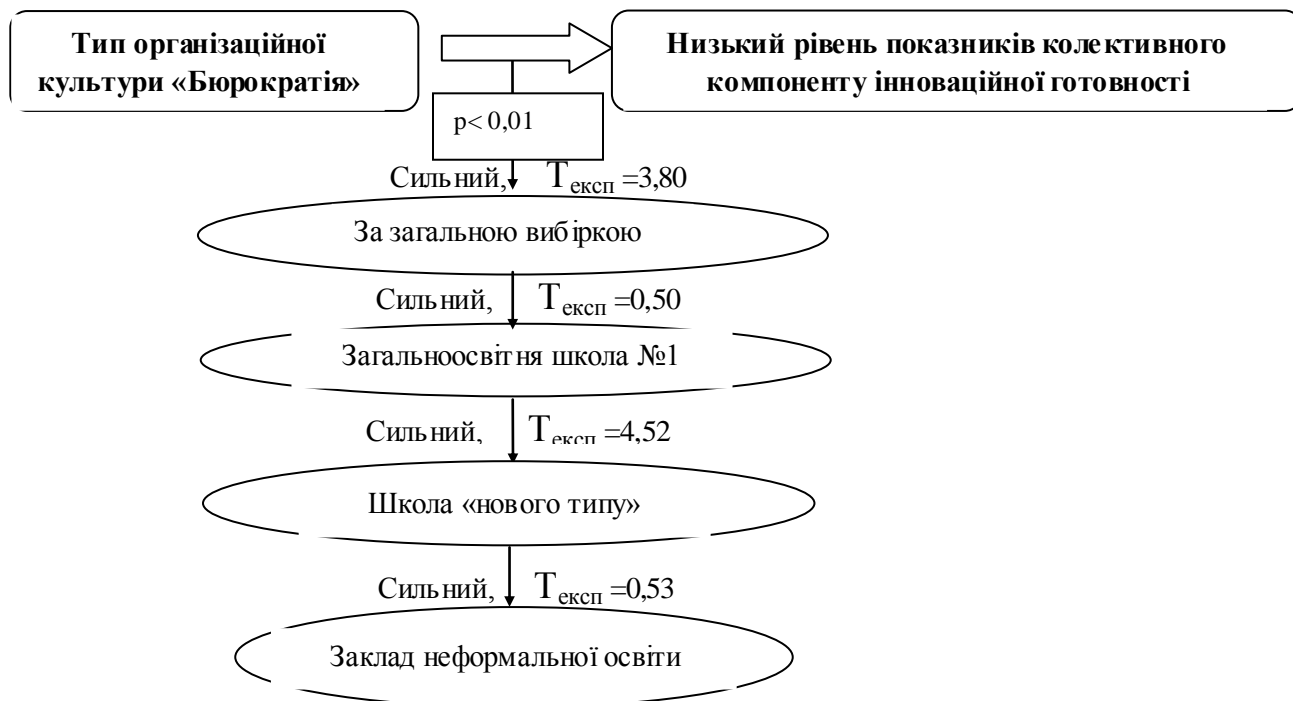 Тип організаційної
культури «Бюрократія»
Низький рівень показників колективного
компоненту інноваційної готовності
p< 0,01
Сильний, Тексп =3,80
За загальною вибіркою
Сильний, Тексп =0,50
Загальноосвітня школа №1
Сильний, Тексп =4,52
Школа «нового типу»
Сильний, Тексп =0,53
Заклад неформальної освіти